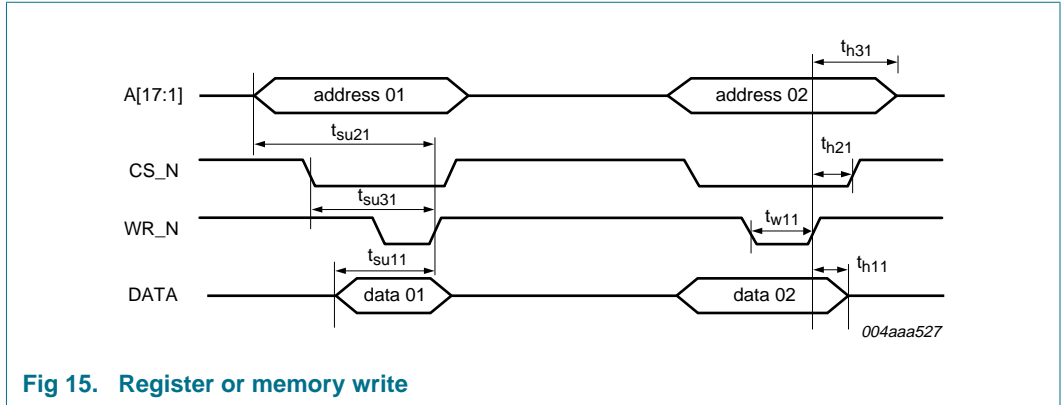 th31
A[17:1] address 01 address 02
tsu21 th21
CS_N
tsu31 tw11
WR_N
tsu11 th11
DATA data 01 data 02
004aaa527
Fig 15. Register or memory write